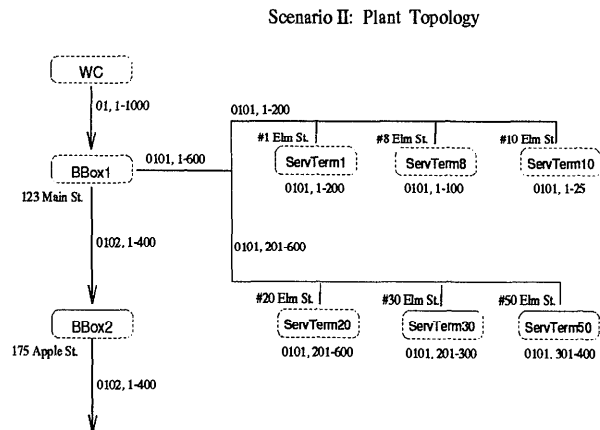 Scenario II: Plant Topology
WC
01, 1-1000
0101, 1-200
#1 Elm St.
#8 Elm St.
#10 Elm St
0101, 1-600
BBox1
ServTerm1
ServTerm8
ServTerm10
123 Main St.
0101, 1-200
0101, 1-100
0101, 1-25
0102, 1-400
0101, 201-600
#20 Elm St.
#30 Elm St.
#50 Elm St.
BBox2
ServTerm20
ServTerm30
ServTerm50
175 Apple St.
0101, 201-600
0101, 201-300
0101. 301-400
0102, 1-400